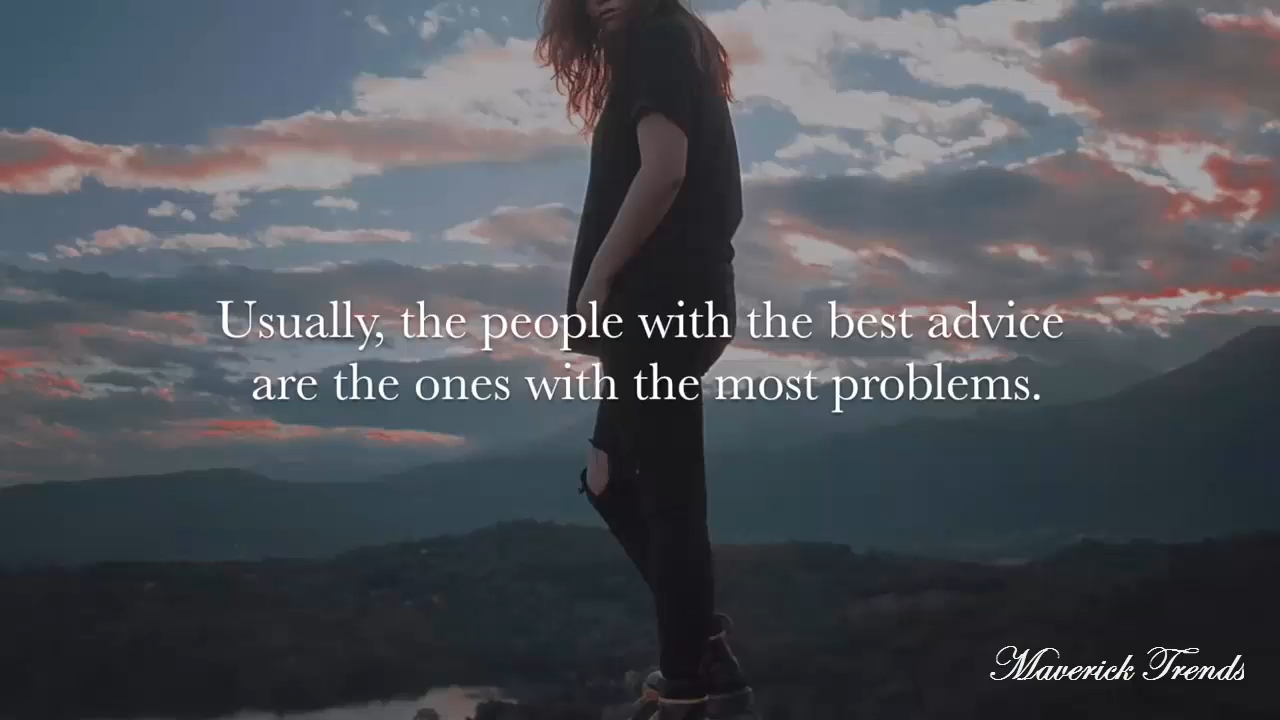 Usually, the people with the best advice
are the ones with the most problems.
Maverick Trends